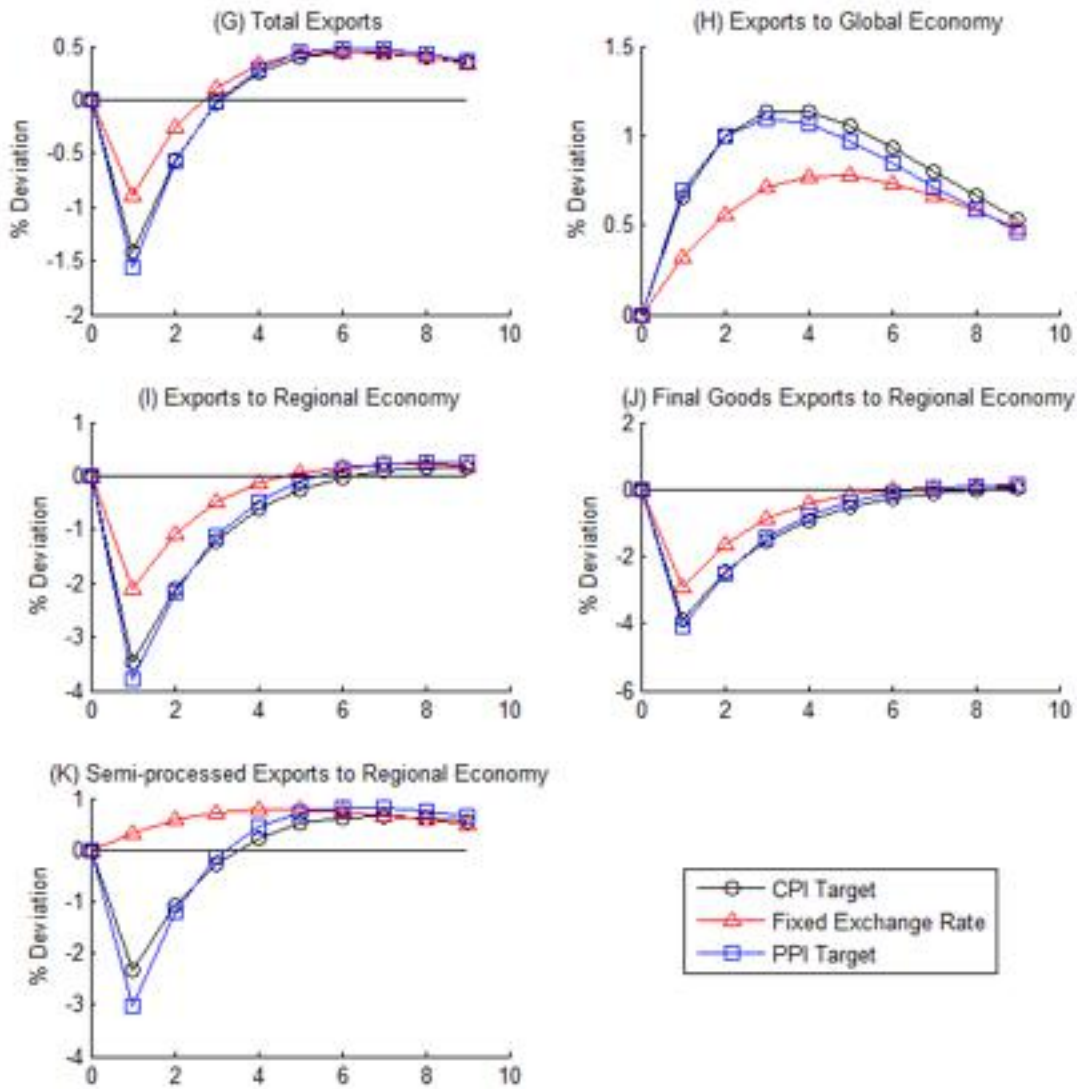 (G) Total Exports
0.5
0
-0.5
-1
-1.5
-2
% Deviation
0 2 4 6 8 10
(H) Exports to Global Economy
1.5
1
0.5
0
% Deviation
0 2 4 6 8 10
(I) Exports to Regional Economy
1
0
-1
-2
-3
-4
% Deviation
0 2 4 6 8 10
(J) Final Goods Exports to Regional Economy
2
0
-2
-4
-6
% Deviation
0 2 4 6 8 10
(K) Semi-processed Exports to Regional Economy
1
0
-1
-2
-3
-4
% Deviation
0 2 4 6 8 10
CPI Target
Fixed Exchange Rate
PPI Target